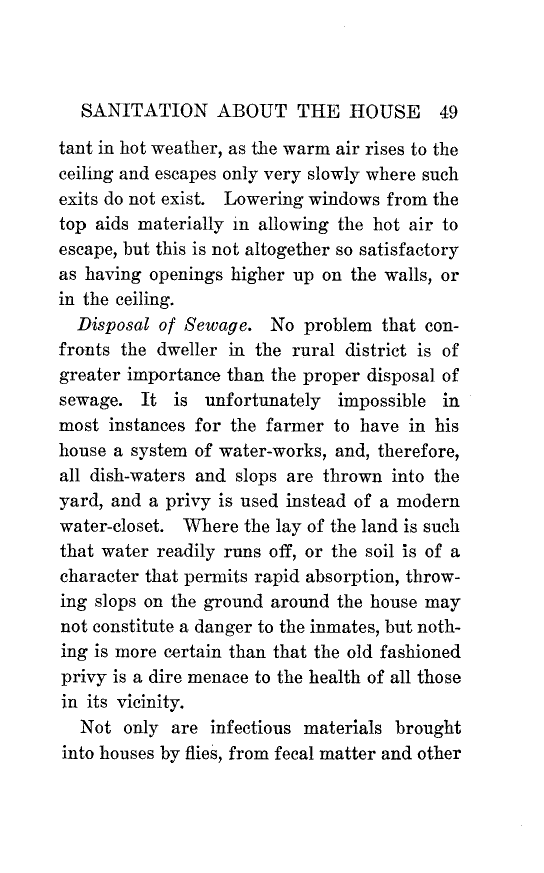 SANITATION ABOUT THE HOUSE 49
tant in hot weather, as the warm air rises to the
ceiling and escapes only very slowly where such
exits do not exist. Lowering windows from the
top aids materially in allowing the hot air to
escape, but this is not altogether so satisfactory
as having openings higher up on the walls, or
in the ceiling.
Disposal of Sewage. No problem that con-
fronts the dweller in the rural district is of
greater importance than the proper disposal of
sewage. It is unfortunately impossible in
most instances for the farmer to have in his
house a system of water-works, and, therefore,
all dish-waters and slops are thrown into the
yard, and a privy is used instead of a modern
water-closet. Where the lay of the land is such
that water readily runs off, or the soil is of a
character that permits rapid absorption, throw-
ing slops on the ground around the house may
not constitute a danger to the inmates, but noth-
ing is more certain than that the old fashioned
privy is a dire menace to the health of all those
in its vicinity.
Not only are infectious materials brought
into houses by flies, from fecal matter and other